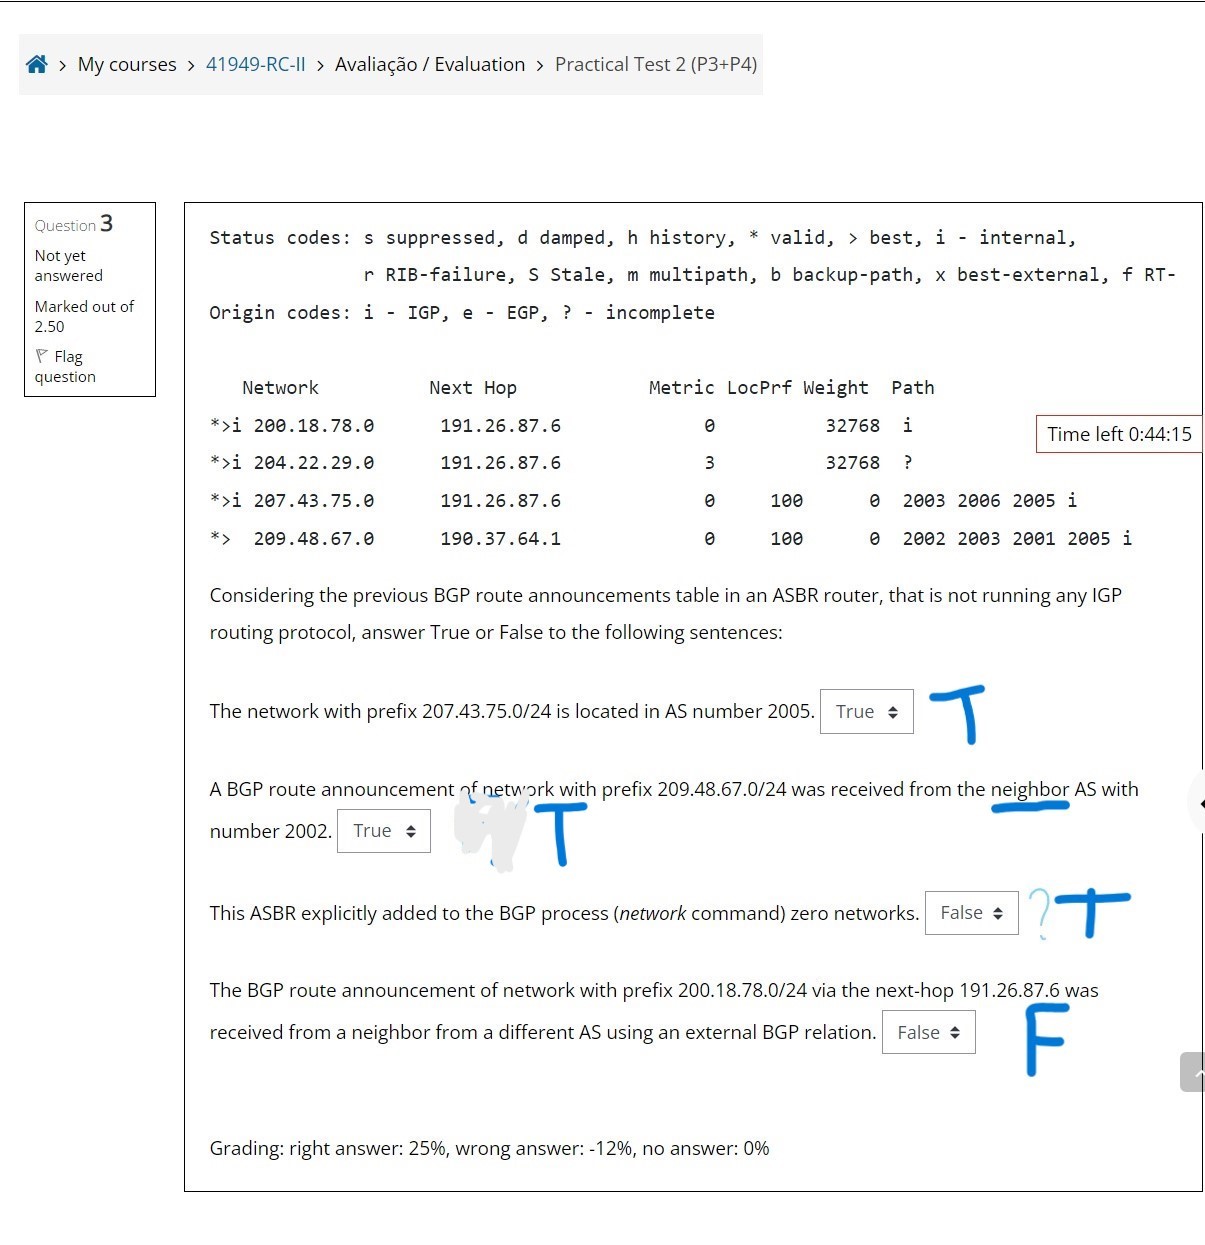 > My courses > 41949-RC-II > Avaliação / Evaluation > Practical Test 2 (P3+P4)
Question 3
Not yet
answered
Marked out of
2.50
Flag
question
Status codes: s suppressed, d damped, h history, * valid, > best, i - internal,
r RIB-failure, S Stale, m multipath, b backup-path, x best-external, f RT-
Origin codes: i - IGP, e - EGP, ? - incomplete
Network Next Hop Metric LocPrf Weight Path
*>i 200.18.78.0 191.26.87.6 0 32768 i
Time left 0:44:15
*>i 204.22.29.0 191.26.87.6 3 32768 ?
*>i 207.43.75.0 191.26.87.6 0 100 0 2003 2006 2005 i
*> 209.48.67.0 190.37.64.1 0 100 0 2002 2003 2001 2005 i
Considering the previous BGP route announcements table in an ASBR router, that is not running any IGP
routing protocol, answer True or False to the following sentences:
The network with prefix 207.43.75.0/24 is located in AS number 2005. True T
A BGP route announcement of network with prefix 209.48.67.0/24 was received from the neighbor AS with
number 2002. True T
This ASBR explicitly added to the BGP process (network command) zero networks. False ? T
The BGP route announcement of network with prefix 200.18.78.0/24 via the next-hop 191.26.87.6 was
received from a neighbor from a different AS using an external BGP relation. False F
Grading: right answer: 25%, wrong answer: -12%, no answer: 0%